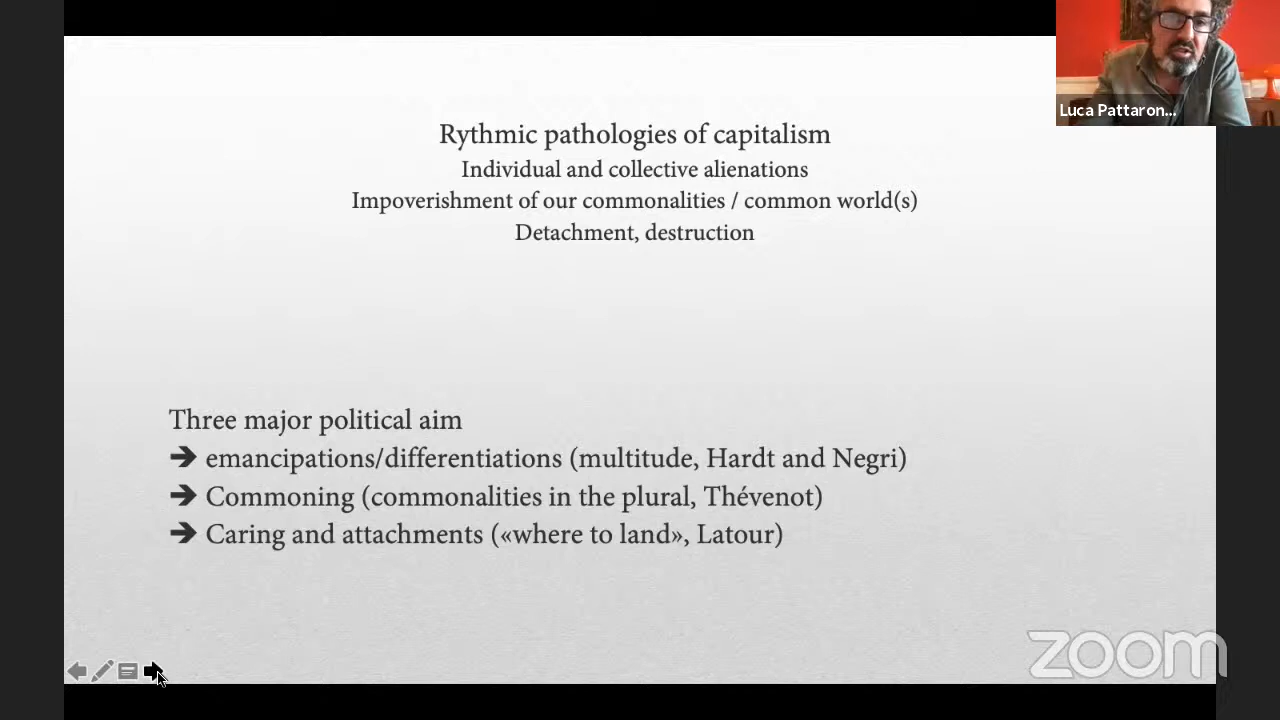 Luca Pattaron...
Rythmic pathologies of capitalism
Individual and collective alienations
Impoverishment of our commonalities / common world(s)
Detachment, destruction
Three major political aim
➔ emancipations/differentiations (multitude, Hardt and Negri)
➔ Commoning (commonalities in the plural, Thévenot)
➔ Caring and attachments («where to land», Latour)
zoom